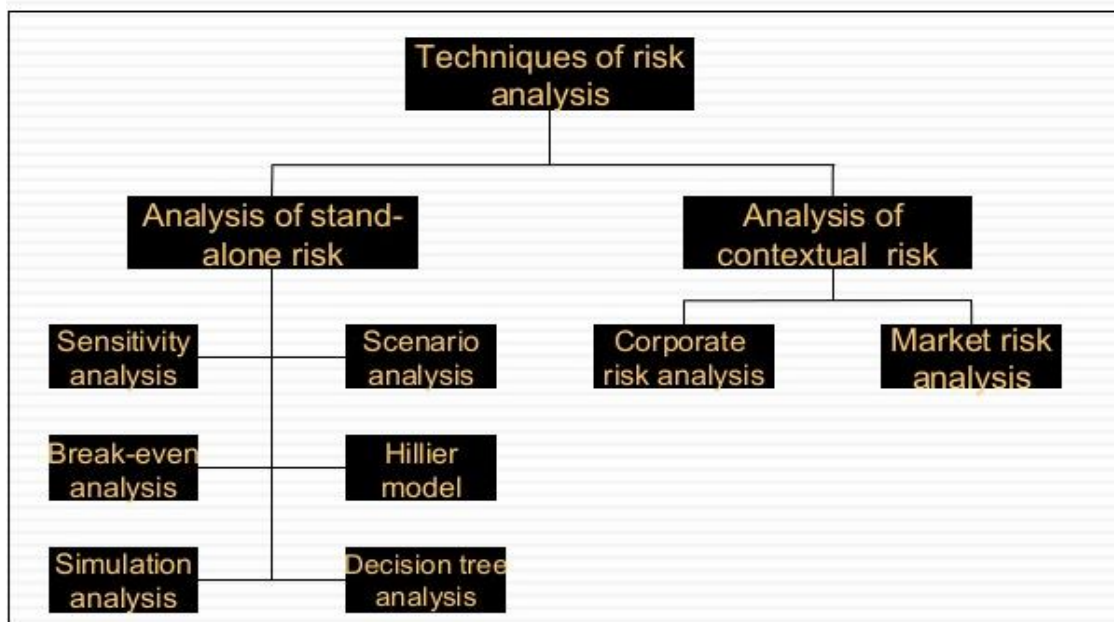 Techniques of risk
analysis
Analysis of stand-
alone risk
Analysis of
contextual risk
Sensitivity
analysis
Scenario
analysis
Corporate
risk analysis
Market risk
analysis
Break-even
analysis
Hillier
model
Simulation
analysis
Decision tree
analysis